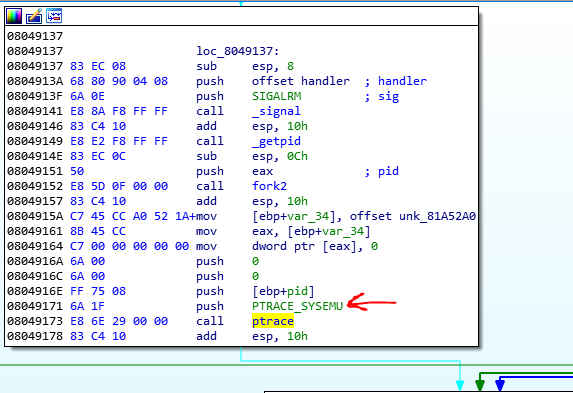 08049137
08049137 loc_8049137:
08049137 83 EC 08 sub esp, 8
0804913A 68 80 90 04 08 push offset handler ; handler
0804913F 6A 0E push SIGALRM ; sig
08049141 E8 8A F8 FF FF call _signal
08049146 83 C4 10 add esp, 10h
08049149 E8 E2 F8 FF FF call _getpid
0804914E 83 EC 0C sub esp, 0Ch
08049151 50 push eax ; pid
08049152 E8 5D 0F 00 00 call fork2
08049157 83 C4 10 add esp, 10h
0804915A C7 45 CC A0 52 1A+mov [ebp+var_34], offset unk_81A52A0
08049161 8B 45 CC mov eax, [ebp+var_34]
08049164 C7 00 00 00 00 00 mov dword ptr [eax], 0
0804916A 6A 00 push 0
0804916C 6A 00 push 0
0804916E FF 75 08 push [ebp+pid]
08049171 6A 1F push PTRACE_SYSEMU
08049173 E8 6E 29 00 00 call ptrace
08049178 83 C4 10 add esp, 10h